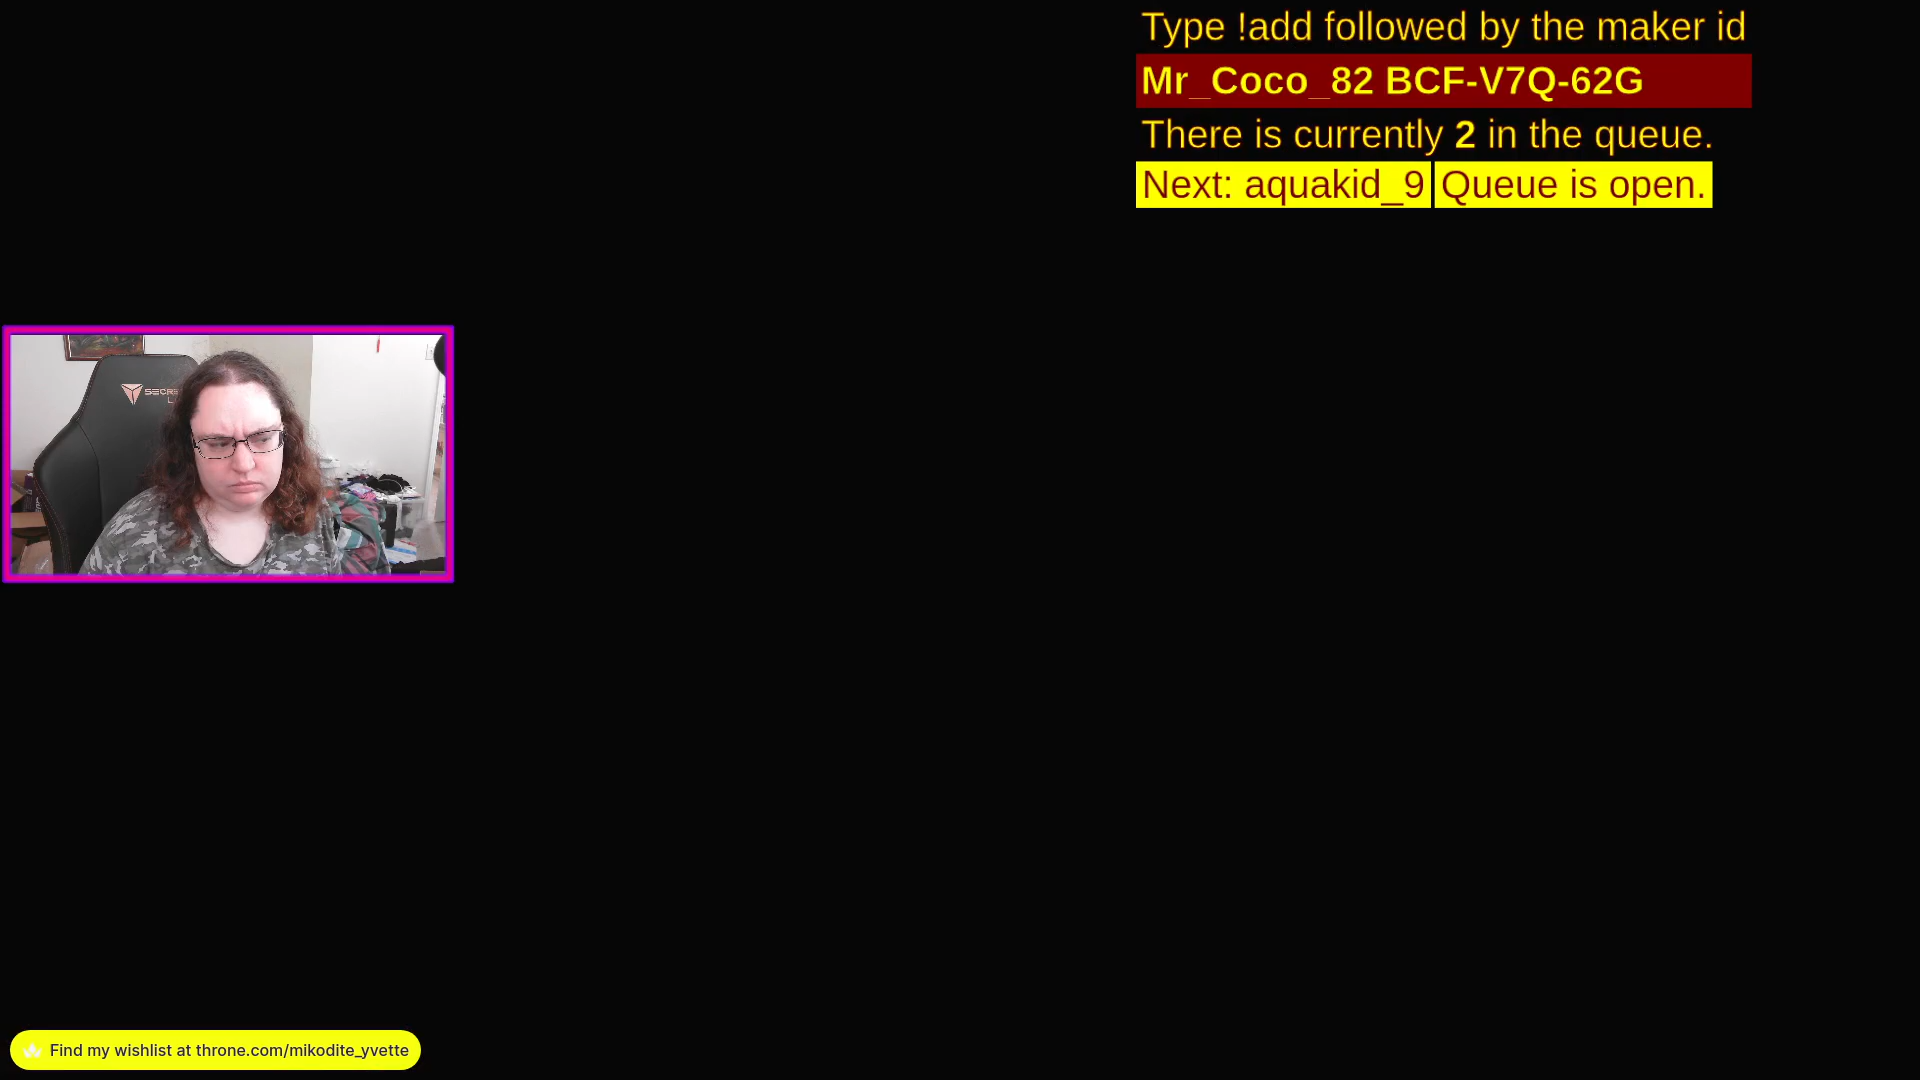 Type !add followed by the maker id
Mr_Coco_82 BCF-V7Q-62G
There is currently 2 in the queue.
Next: aquakid_9 Queue is open.
Find my wishlist at throne.com/mikodite_yvette